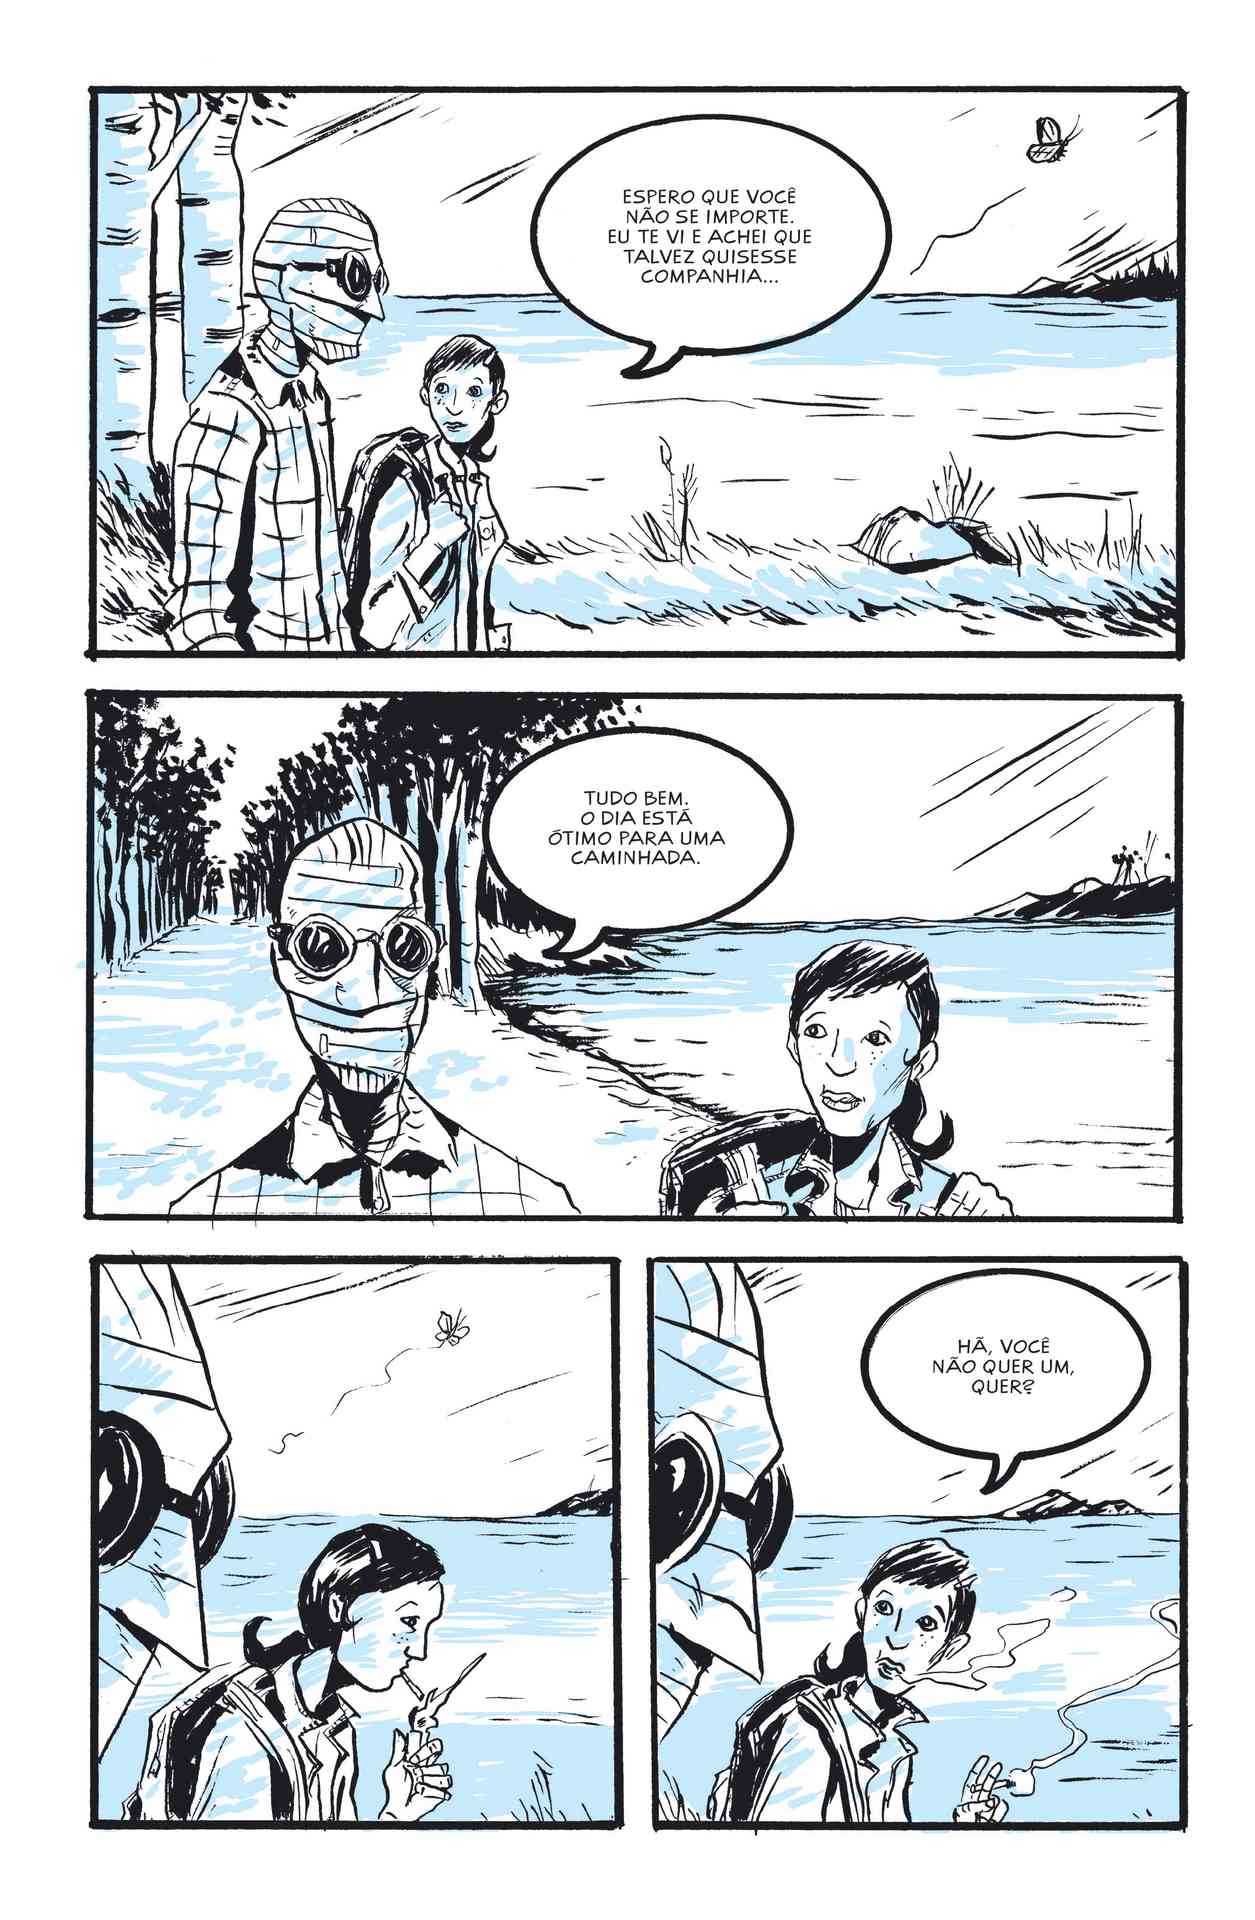 ESPERO QUE VOCÊ
NÃO SE IMPORTE.
EU TE VI E ACHEI QUE
TALVEZ QUISESSE
COMPANHIA...
TUDO BEM.
O DIA ESTÁ
ÓTIMO PARA UMA
CAMINHADA.
HÃ, VOCÊ
NÃO QUER UM,
QUER?